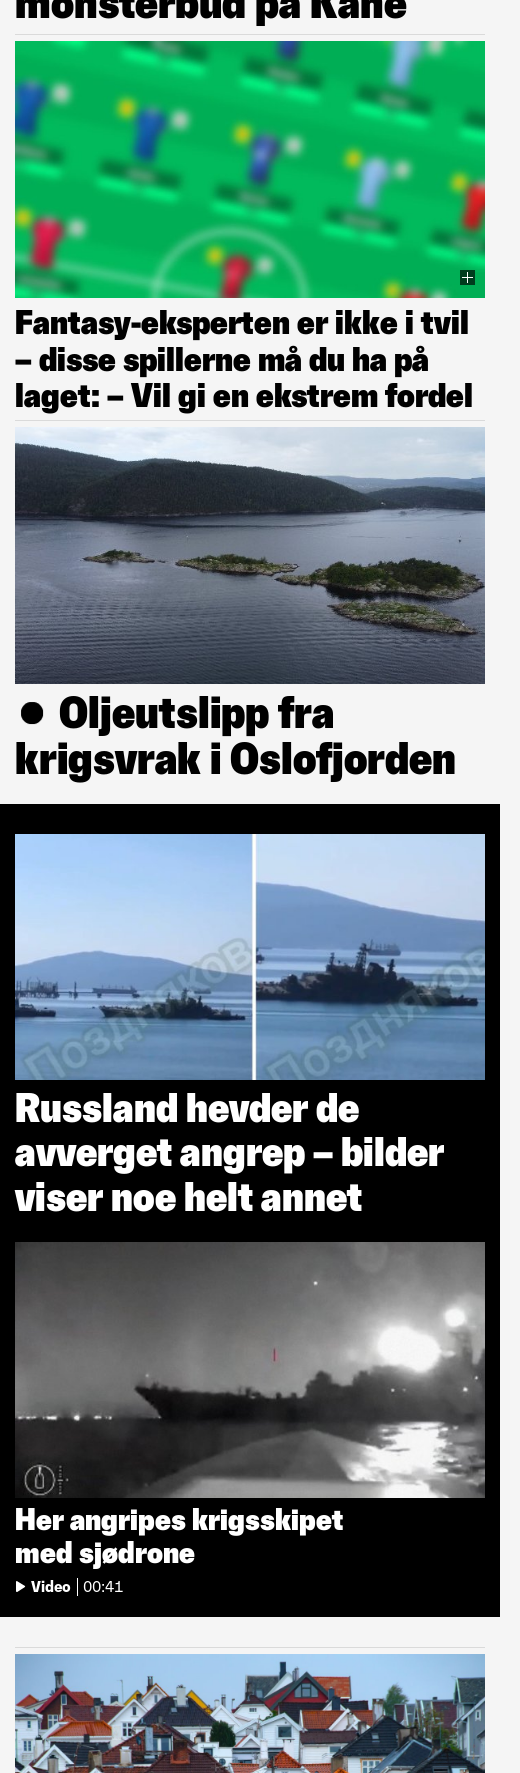 monsterbud på Kane
Fantasy-eksperten er ikke i tvil
– disse spillerne må du ha på
laget: – Vil gi en ekstrem fordel
● Oljeutslipp fra
krigsvrak i Oslofjorden
Поздняков
Поздняков
Russland hevder de
avverget angrep – bilder
viser noe helt annet
Her angripes krigsskipet
med sjødrone
Video | 00:41